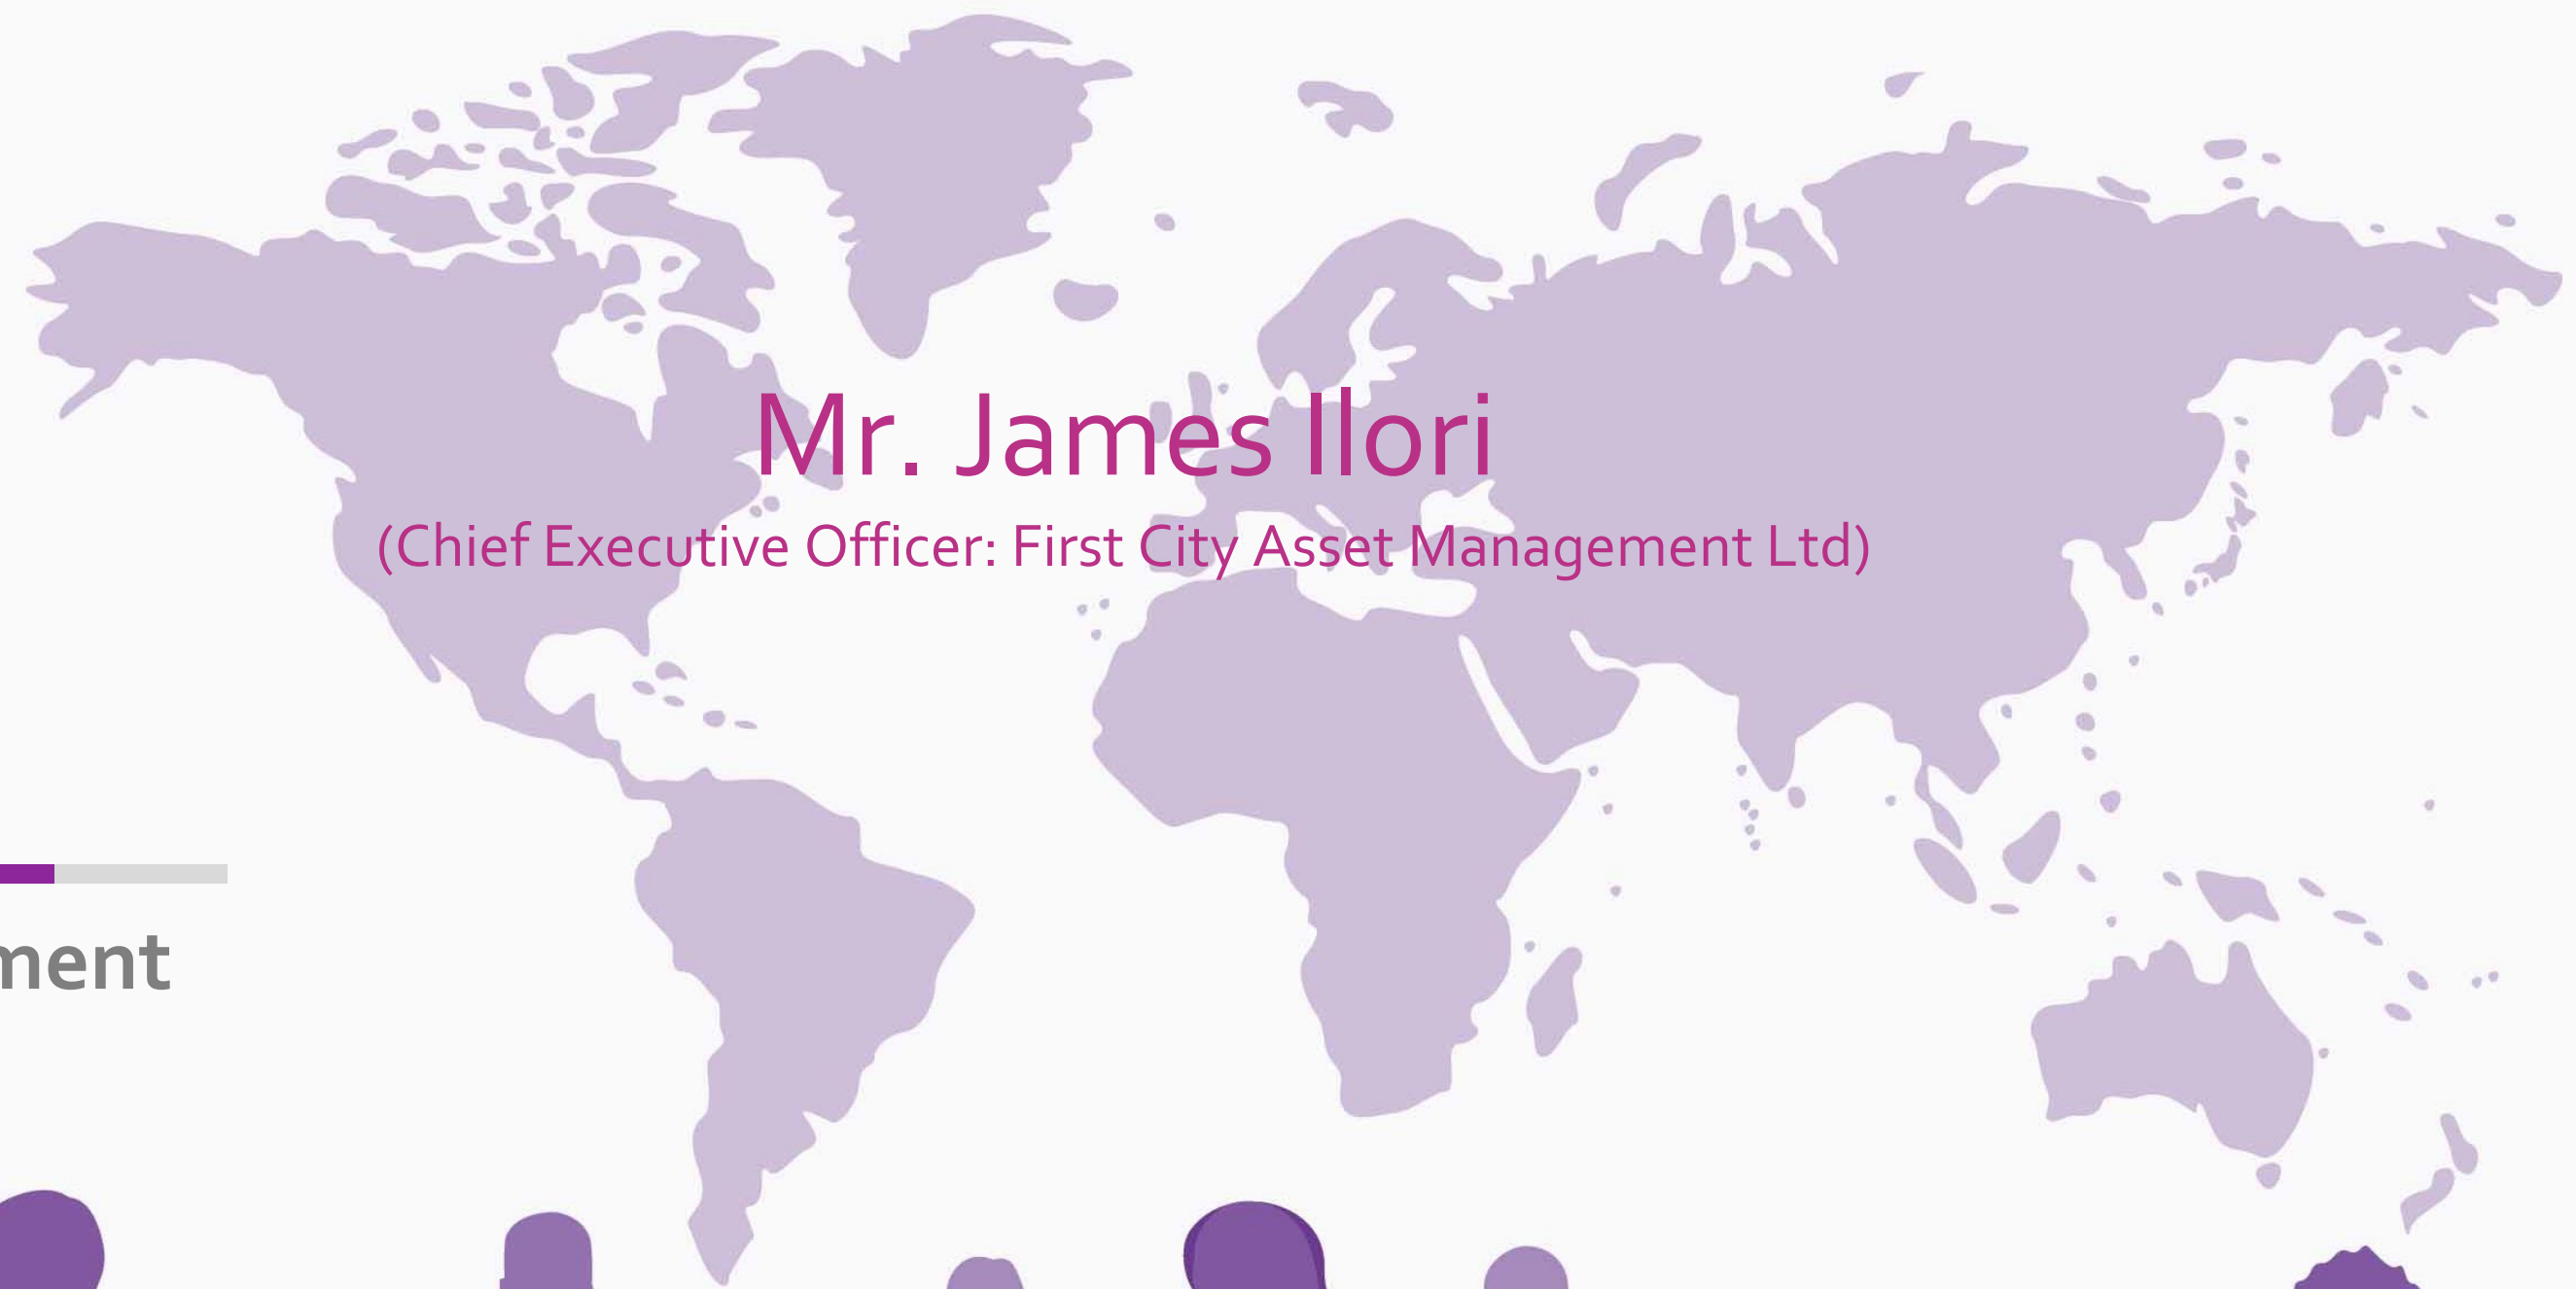 Mr. James Ilori
(Chief Executive Officer: First City Asset Management Ltd)
ment